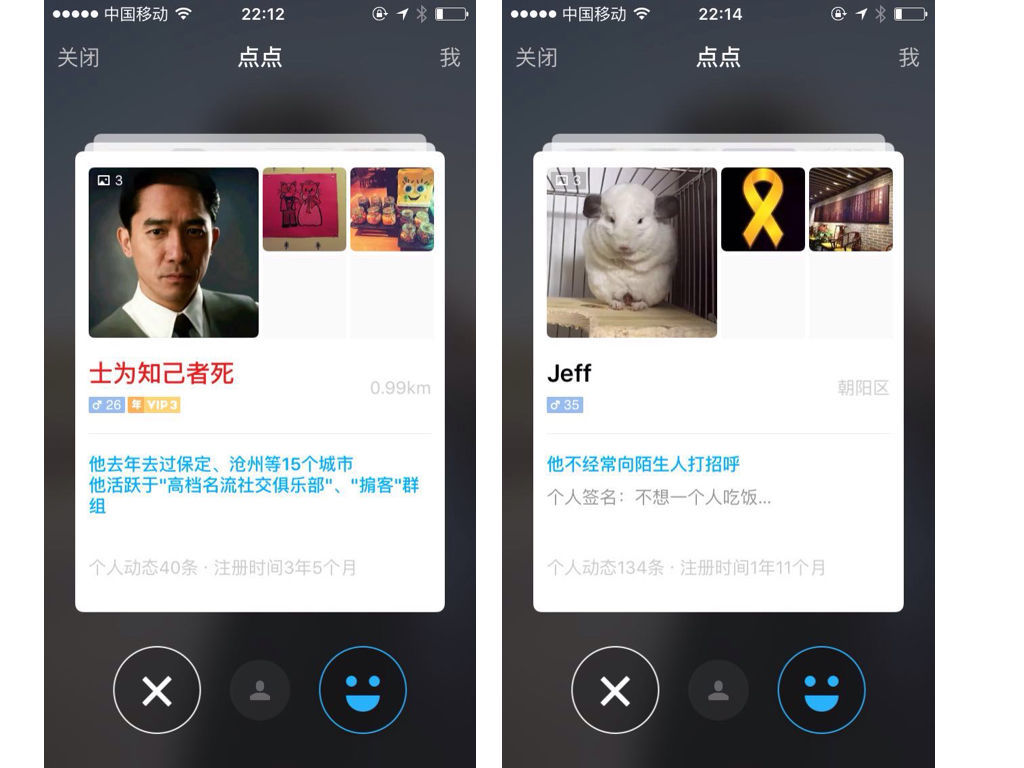 中国移动 22:12
关闭 点点 我
3
士为知己者死
0.99km
♂ 26 年 VIP 3
他去年去过保定、沧州等15个城市
他活跃于"高档名流社交俱乐部"、"掮客"群
组
个人动态40条 · 注册时间3年5个月
中国移动 22:14
关闭 点点 我
3
Jeff
朝阳区
♂ 35
他不经常向陌生人打招呼
个人签名：不想一个人吃饭...
个人动态134条 · 注册时间1年11个月